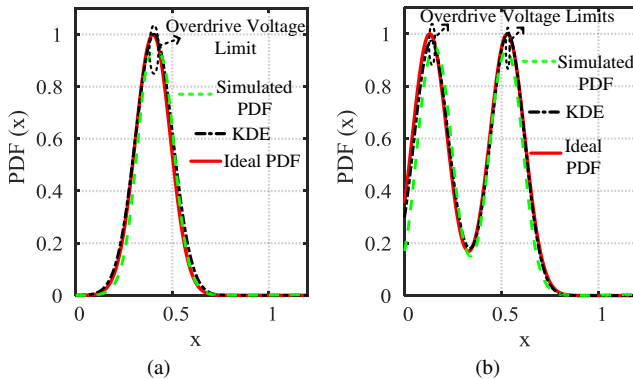 Overdrive Voltage
Limit
Simulated
PDF
KDE
Ideal PDF
PDF (x)
1
0.8
0.6
0.4
0.2
0
0
0.5
1
x
(a)
Overdrive Voltage Limits
Simulated
PDF
KDE
Ideal
PDF
PDF (x)
1
0.8
0.6
0.4
0.2
0
0
0.5
1
x
(b)